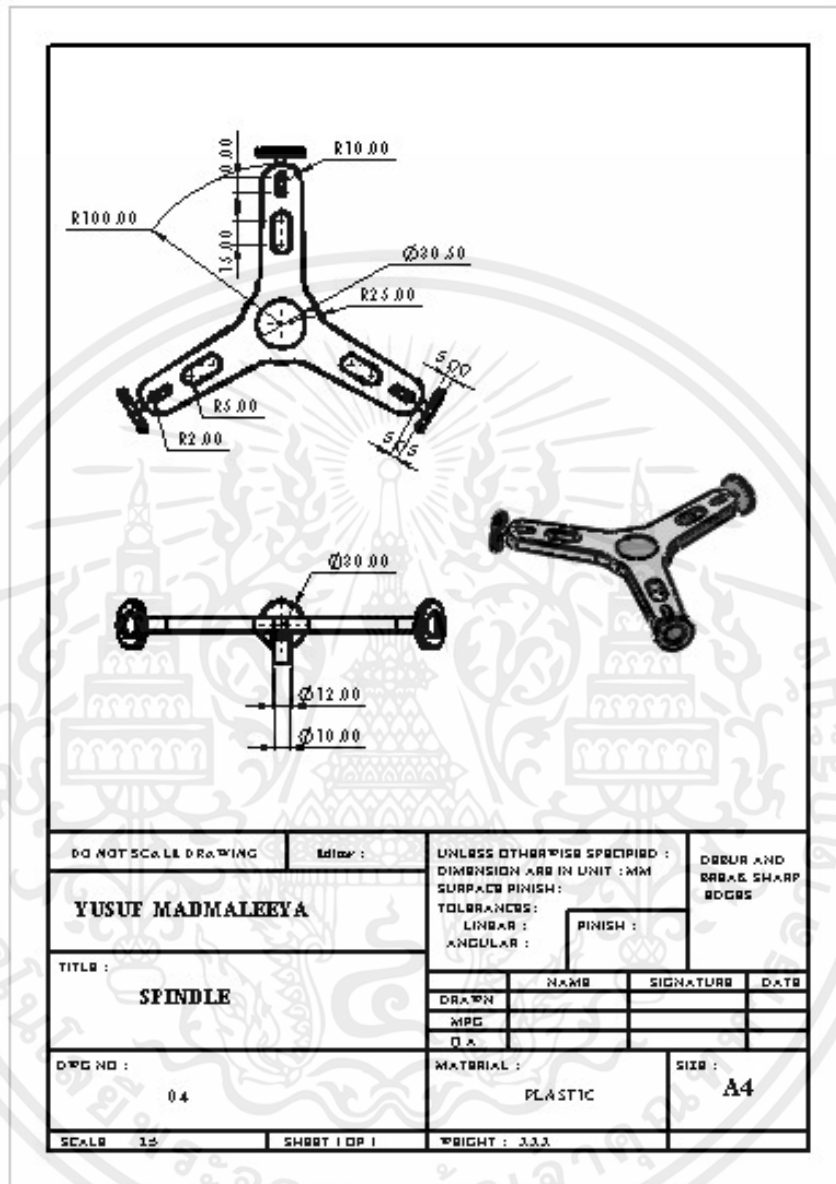 R10.00
R100.00
15.00
Ø30.50
R25.00
5.00
R5.00
R2.00
5.05
Ø30.00
Ø12.00
Ø10.00
DO NOT SCALE DRAWING
UNLESS OTHERWISE SPECIFIED :
DIMENSION ARE IN UNIT : MM
SURFACE FINISH :
TOLERANCES :
LINEAR :
ANGULAR :
FINISH :
DEBUR AND
BREAK SHARP
EDGES
YUSUF MADMALEEYA
TITLE :
SPINDLE
NAME SIGNATURE DATE
DRAWN
MFG
Q.A
DWG NO :
04
MATERIAL :
PLASTIC
SIZE :
A4
SCALE
SHEET 1 OF 1
WEIGHT :